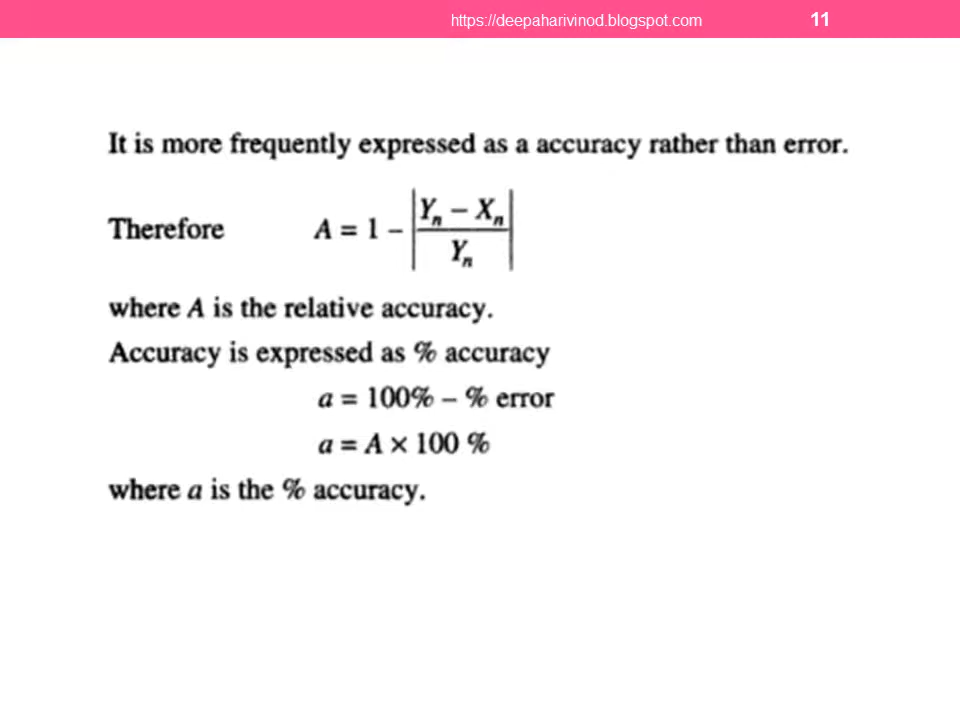 https://deepaharivinod.blogspot.com 11
It is more frequently expressed as a accuracy rather than error.
Therefore A = 1 − |(Yₙ − Xₙ) / Yₙ|
where A is the relative accuracy.
Accuracy is expressed as % accuracy
a = 100% − % error
a = A × 100 %
where a is the % accuracy.